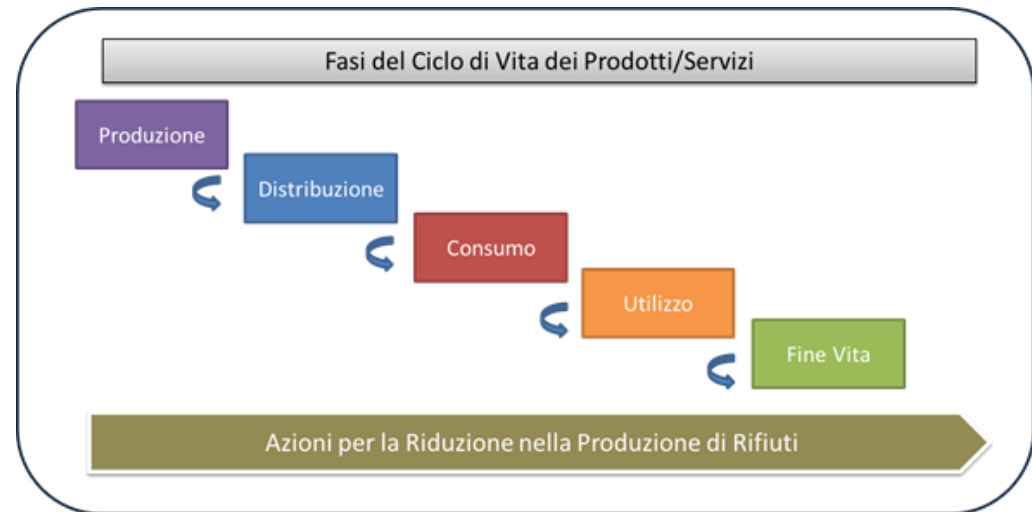 Fasi del Ciclo di Vita dei Prodotti/Servizi
Produzione
Distribuzione
Consumo
Utilizzo
Fine Vita
Azioni per la Riduzione nella Produzione di Rifiuti